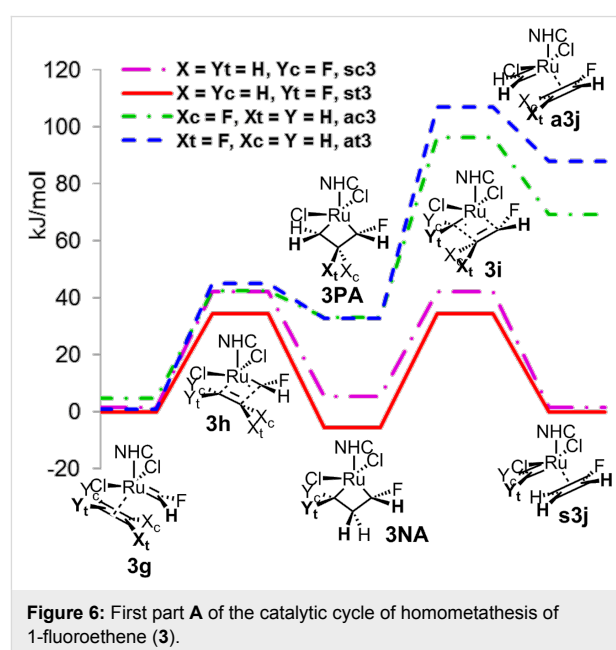 120
100
80
60
40
20
0
-20
kJ/mol
X = Yt = H, Yc = F, sc3
X = Yc = H, Yt = F, st3
Xc = F, Xt = Y = H, ac3
Xt = F, Xc = Y = H, at3
NHC
Cl
Ru
Cl
Yc
Yt
F
H
Xc
Xt
3g
NHC
Cl
Ru
Cl
Yc
Yt
F
H
Xc
Xt
3h
NHC
Cl
Ru
Cl
H
H
F
H
Xt
Xc
3PA
NHC
Cl
Ru
Cl
Yc
Yt
F
H
H
H
3NA
NHC
Cl
Ru
Cl
Yc
Yt
F
H
Xc
Xt
3i
NHC
Cl
Ru
Cl
H
H
F
H
Xc
Xt
a3j
NHC
Cl
Ru
Cl
Yc
Yt
F
H
H
H
s3j
Figure 6: First part A of the catalytic cycle of homometathesis of
1-fluoroethene (3).